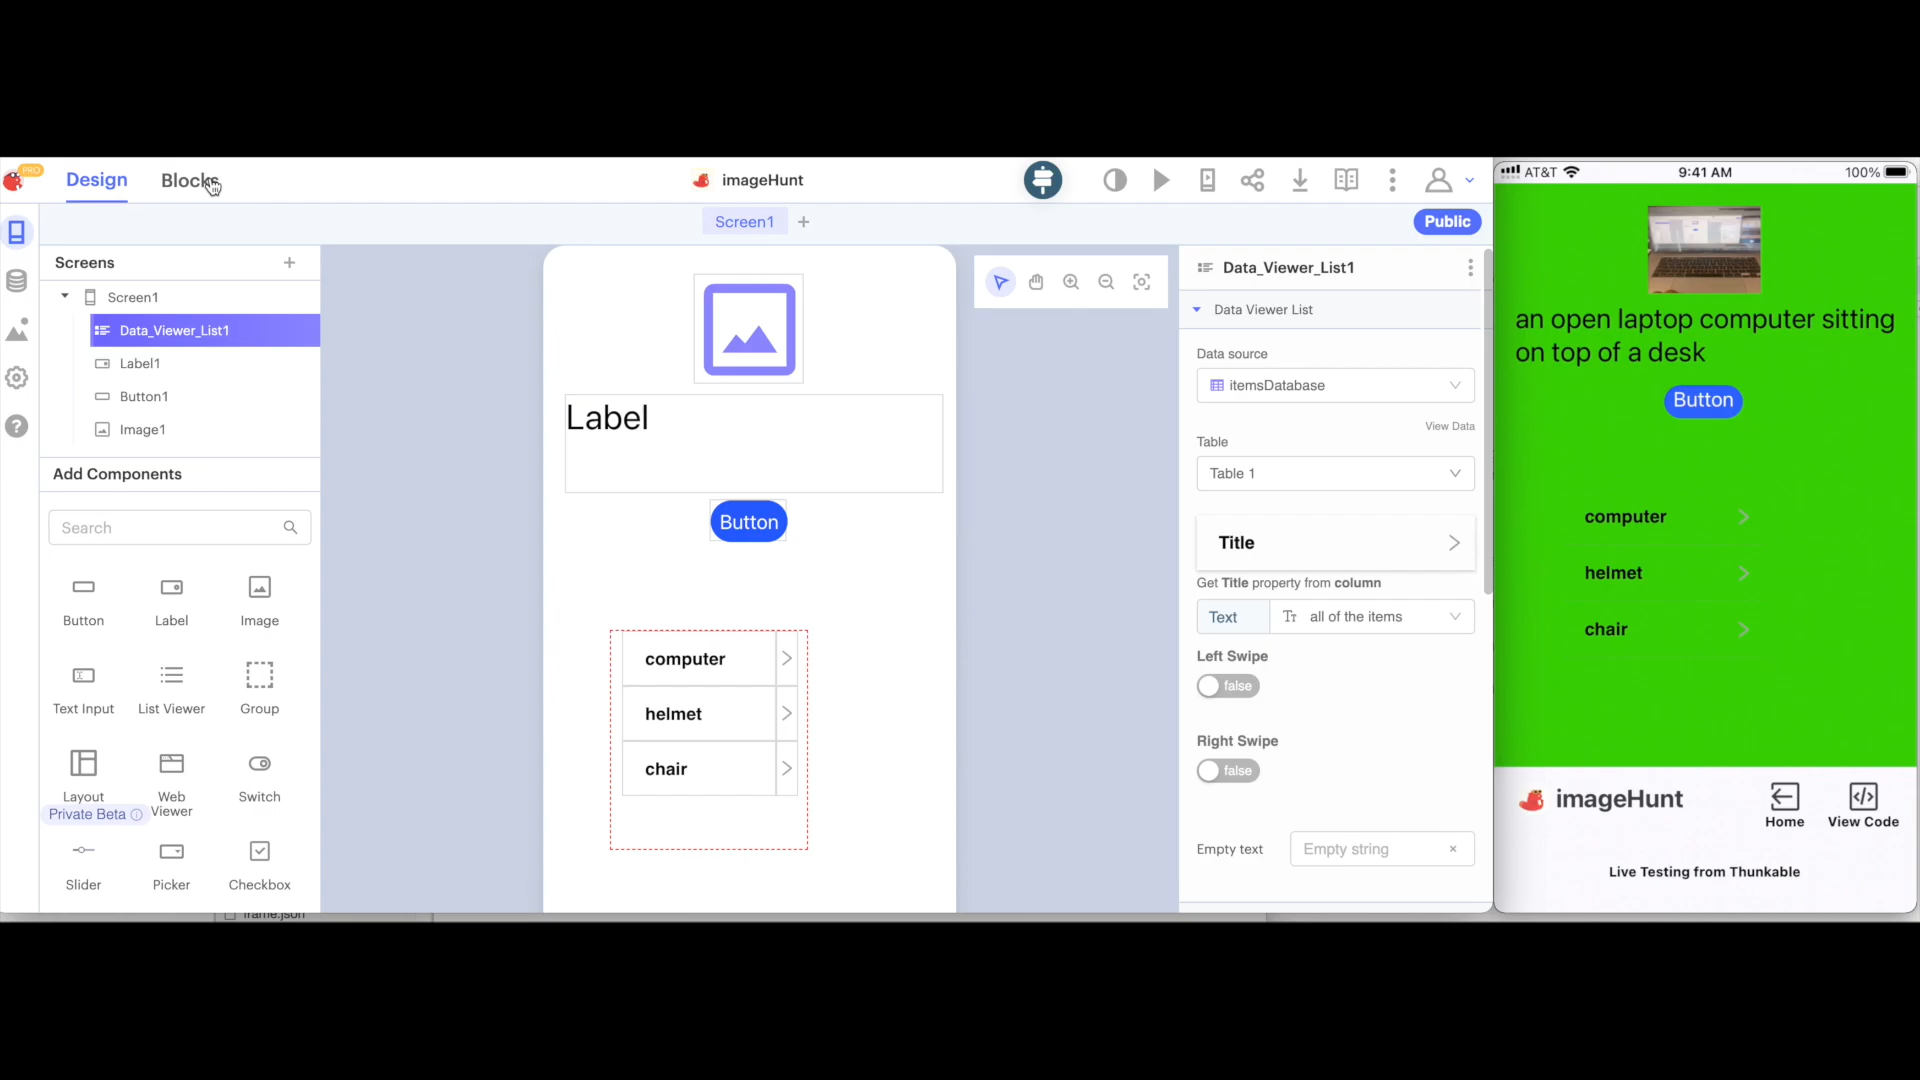 PRO
Design
Blocks
imageHunt
Screen1
Public
Screens
Screen1
Data_Viewer_List1
Label1
Button1
Image1
Add Components
Search
Button
Label
Image
Text Input
List Viewer
Group
Layout
Private Beta
Web
Viewer
Switch
Slider
Picker
Checkbox
frame.json
Label
Button
computer
helmet
chair
Data_Viewer_List1
Data Viewer List
Data source
itemsDatabase
View Data
Table
Table 1
Title
Get Title property from column
Text
all of the items
Left Swipe
false
Right Swipe
false
Empty text
Empty string
AT&T
9:41 AM
100%
an open laptop computer sitting
on top of a desk
Button
computer
helmet
chair
imageHunt
Home
View Code
Live Testing from Thunkable